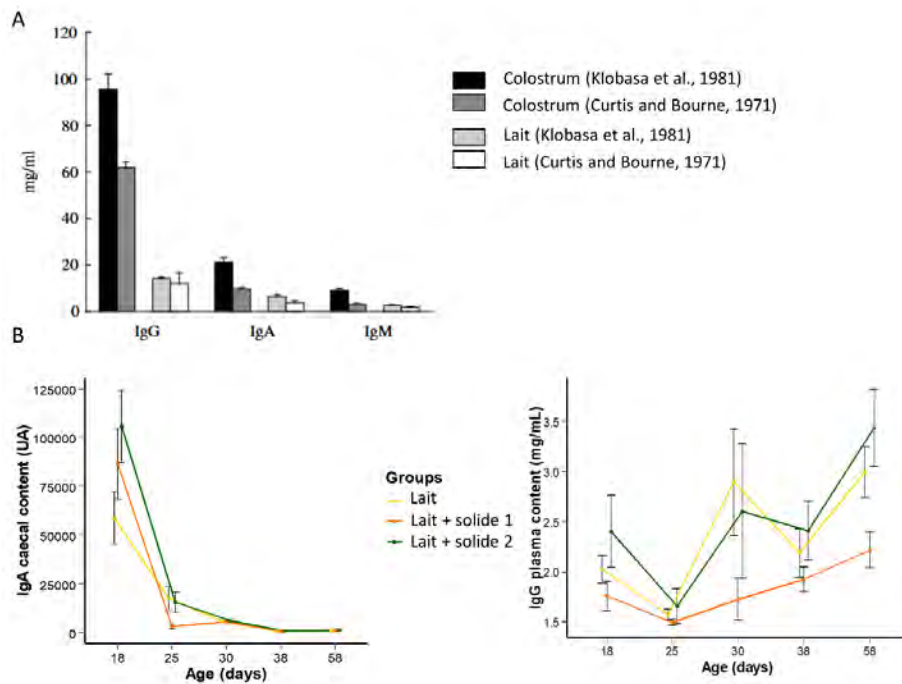 A
120
100
80
60
40
20
0
mg/ml
IgG IgA IgM
Colostrum (Klobasa et al., 1981)
Colostrum (Curtis and Bourne, 1971)
Lait (Klobasa et al., 1981)
Lait (Curtis and Bourne, 1971)
B
125000
100000
75000
50000
25000
0
IgA caecal content (UA)
18 25 30 38 58
Age (days)
Groups
Lait
Lait + solide 1
Lait + solide 2
3.5
3.0
2.5
2.0
1.5
IgG plasma content (mg/mL)
18 25 30 38 58
Age (days)